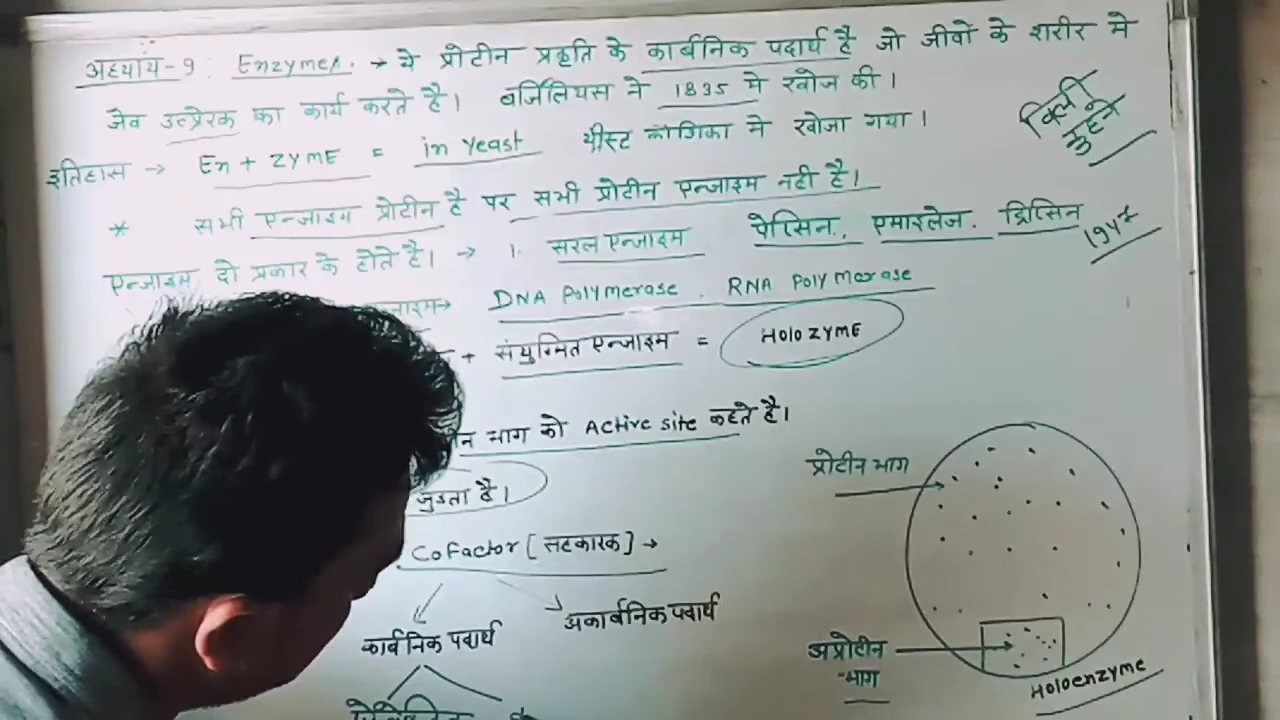 अध्याय-9: Enzymes. → ये प्रोटीन प्रकृति के कार्बनिक पदार्थ है जो जीवों के शरीर मे
जेव उत्प्रेरक का कार्य करते है। बर्जिलियस ने 1835 मे खोज की।
विली कुहने
इतिहास → En + ZYME = in Yeast यीस्ट कोशिका मे खोजा गया।
* सभी एन्जाइम प्रोटीन है पर सभी प्रोटीन एन्जाइम नही है।
एन्जाइम दो प्रकार के होते है। → 1. सरल एन्जाइम पेप्सिन, एमाइलेज. ट्रिप्सिन
→ DNA Polymerase. RNA Polymerase
+ संयुग्मित एन्जाइम = HOLOZYME
भाग को Active site कहते है।
जुडता है।
प्रोटीन भाग
CoFactor [सहकारक] →
कार्बनिक पदार्थ अकार्बनिक पदार्थ
अप्रोटीन
भाग
Holoenzyme